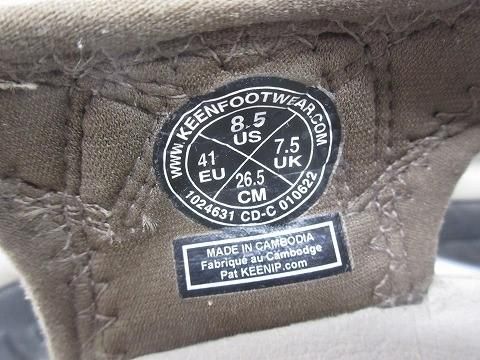 WWW.KEENFOOTWEAR.COM
8.5
US
41
EU
7.5
UK
26.5
CM
1024631 CD-C 010622
MADE IN CAMBODIA
Fabriqué au Cambodge
Pat KEENIP.com